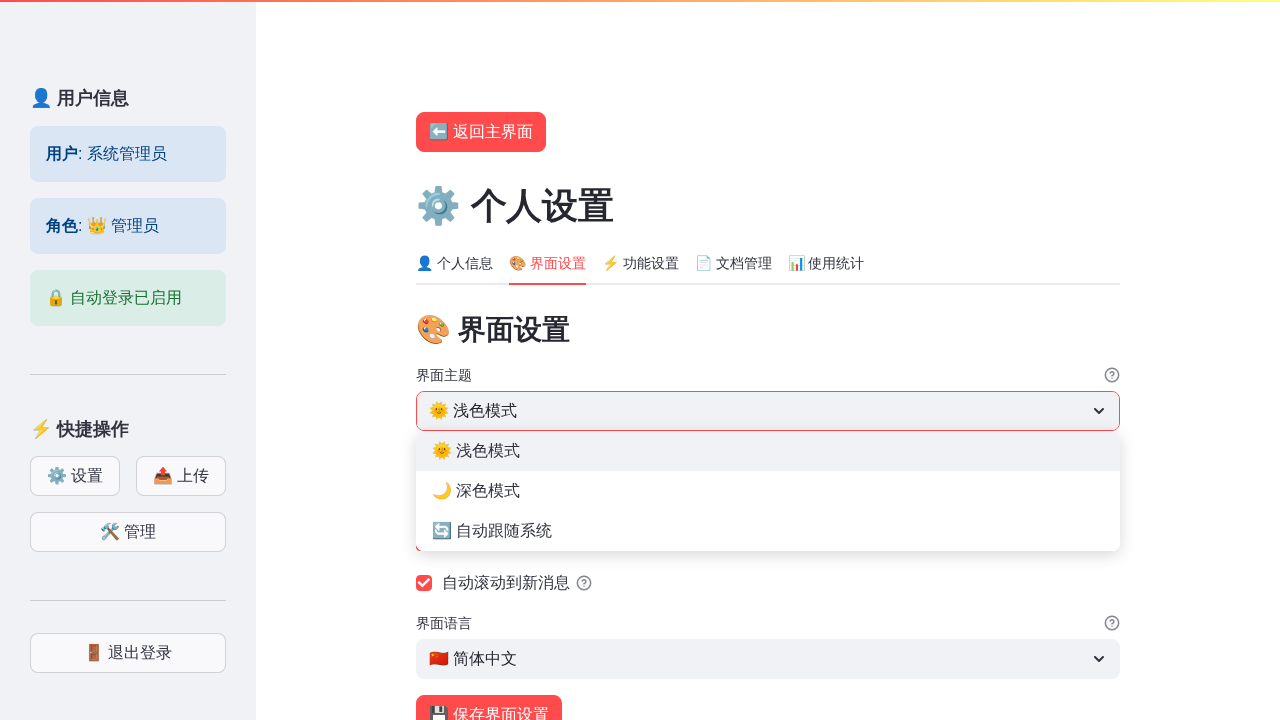 👤 用户信息
用户: 系统管理员
角色: 👑 管理员
🔒 自动登录已启用
⚡ 快捷操作
⚙️ 设置
📤 上传
🛠️ 管理
🚪 退出登录
⬅️ 返回主界面
⚙️ 个人设置
👤 个人信息
🎨 界面设置
⚡ 功能设置
📄 文档管理
📊 使用统计
🎨 界面设置
界面主题
🌞 浅色模式
🌞 浅色模式
🌙 深色模式
🔄 自动跟随系统
自动滚动到新消息
界面语言
🇨🇳 简体中文
💾 保存界面设置